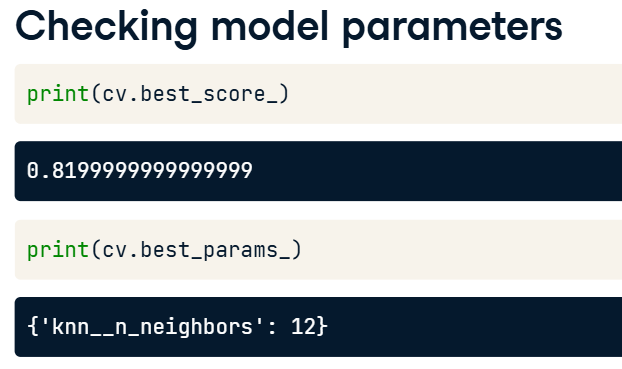 Checking model parameters
print(cv.best_score_)
0.8199999999999999
print(cv.best_params_)
{'knn__n_neighbors': 12}